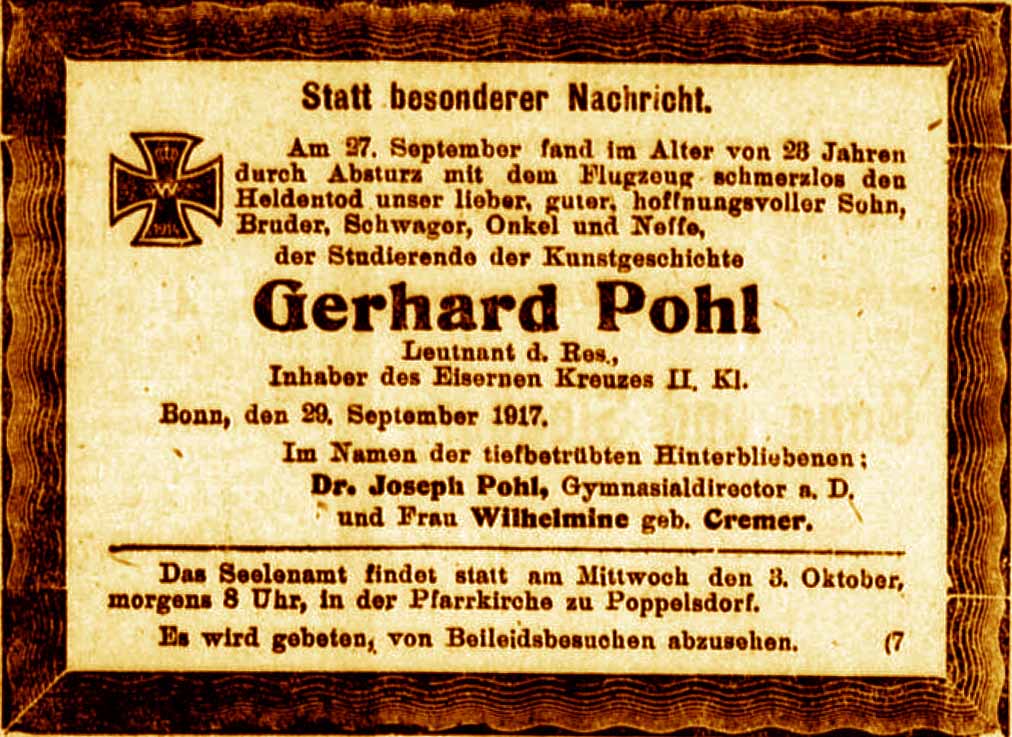 Statt besonderer Nachricht.
W
Am 27. September fand im Alter von 26 Jahren
durch Absturz mit dem Flugzeug schmerzlos den
Heldentod unser lieber, guter, hoffnungsvoller Sohn,
Bruder, Schwager, Onkel und Neffe,
der Studierende der Kunstgeschichte
Gerhard Pohl
Leutnant d. Res.,
Inhaber des Eisernen Kreuzes II. Kl.
Bonn, den 29. September 1917.
Im Namen der tiefbetrübten Hinterbliebenen:
Dr. Joseph Pohl, Gymnasialdirector a. D.
und Frau Wilhelmine geb. Cremer.
Das Seelenamt findet statt am Mittwoch den 3. Oktober,
morgens 8 Uhr, in der Pfarrkirche zu Poppelsdorf.
Es wird gebeten, von Beileidsbesuchen abzusehen. (7